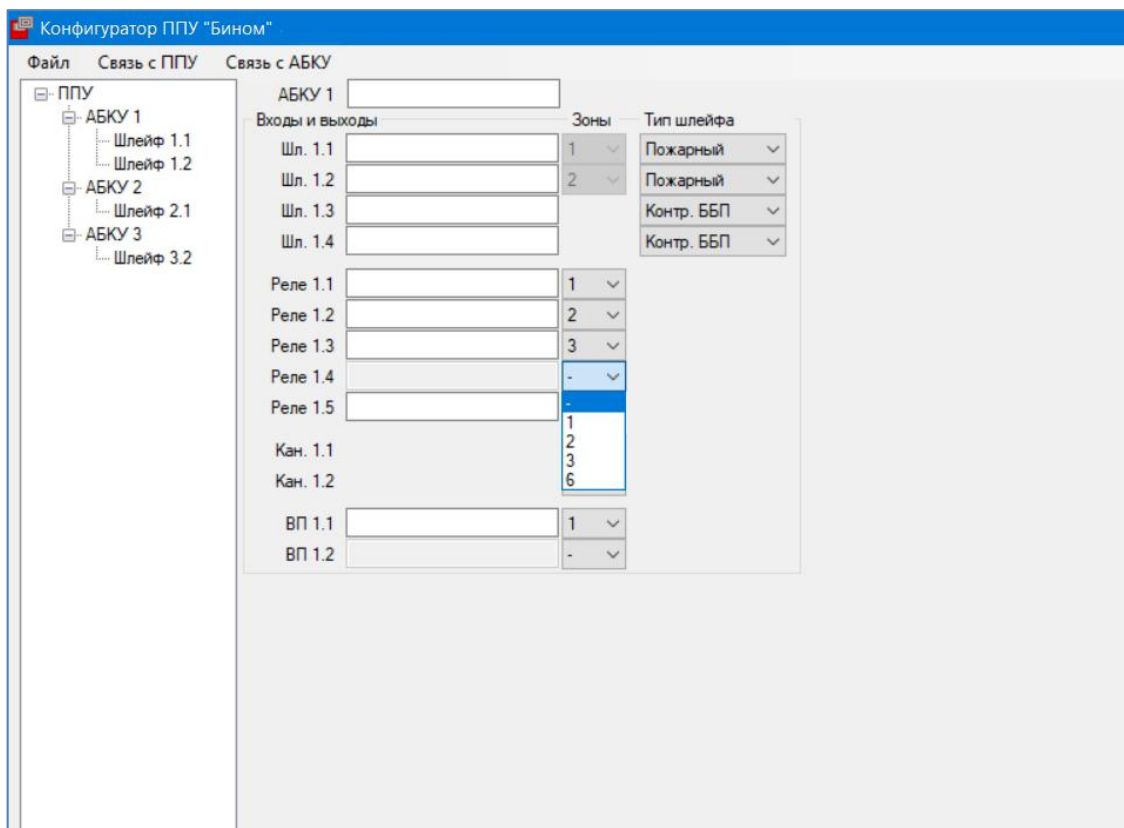 Конфигуратор ППУ "Бином"
Файл Связь с ППУ Связь с АБКУ
ППУ
АБКУ 1
Шлейф 1.1
Шлейф 1.2
АБКУ 2
Шлейф 2.1
АБКУ 3
Шлейф 3.2
АБКУ 1
Входы и выходы Зоны Тип шлейфа
Шл. 1.1 1 Пожарный
Шл. 1.2 2 Пожарный
Шл. 1.3 Контр. ББП
Шл. 1.4 Контр. ББП
Реле 1.1 1
Реле 1.2 2
Реле 1.3 3
Реле 1.4 -
Реле 1.5 -
1
Кан. 1.1 2
3
Кан. 1.2 6
ВП 1.1 1
ВП 1.2 -